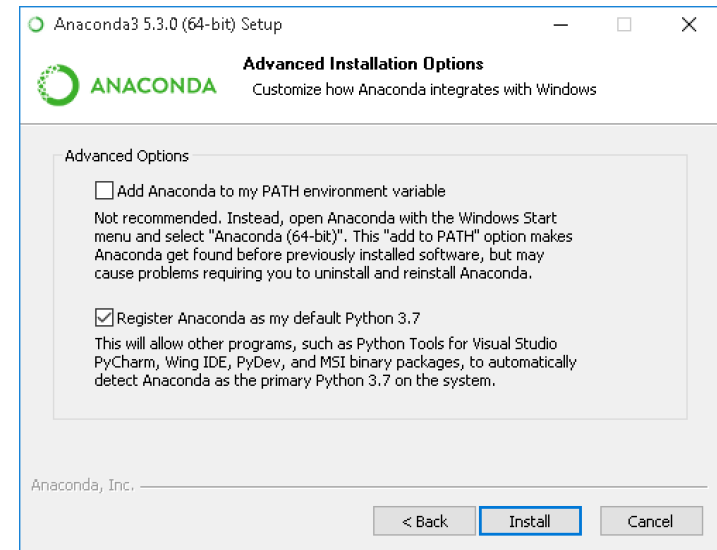 Anaconda3 5.3.0 (64-bit) Setup
Advanced Installation Options
ANACONDA
Customize how Anaconda integrates with Windows
Advanced Options
Add Anaconda to my PATH environment variable
Not recommended. Instead, open Anaconda with the Windows Start
menu and select "Anaconda (64-bit)". This "add to PATH" option makes
Anaconda get found before previously installed software, but may
cause problems requiring you to uninstall and reinstall Anaconda.
Register Anaconda as my default Python 3.7
This will allow other programs, such as Python Tools for Visual Studio
PyCharm, Wing IDE, PyDev, and MSI binary packages, to automatically
detect Anaconda as the primary Python 3.7 on the system.
Anaconda, Inc.
< Back
Install
Cancel